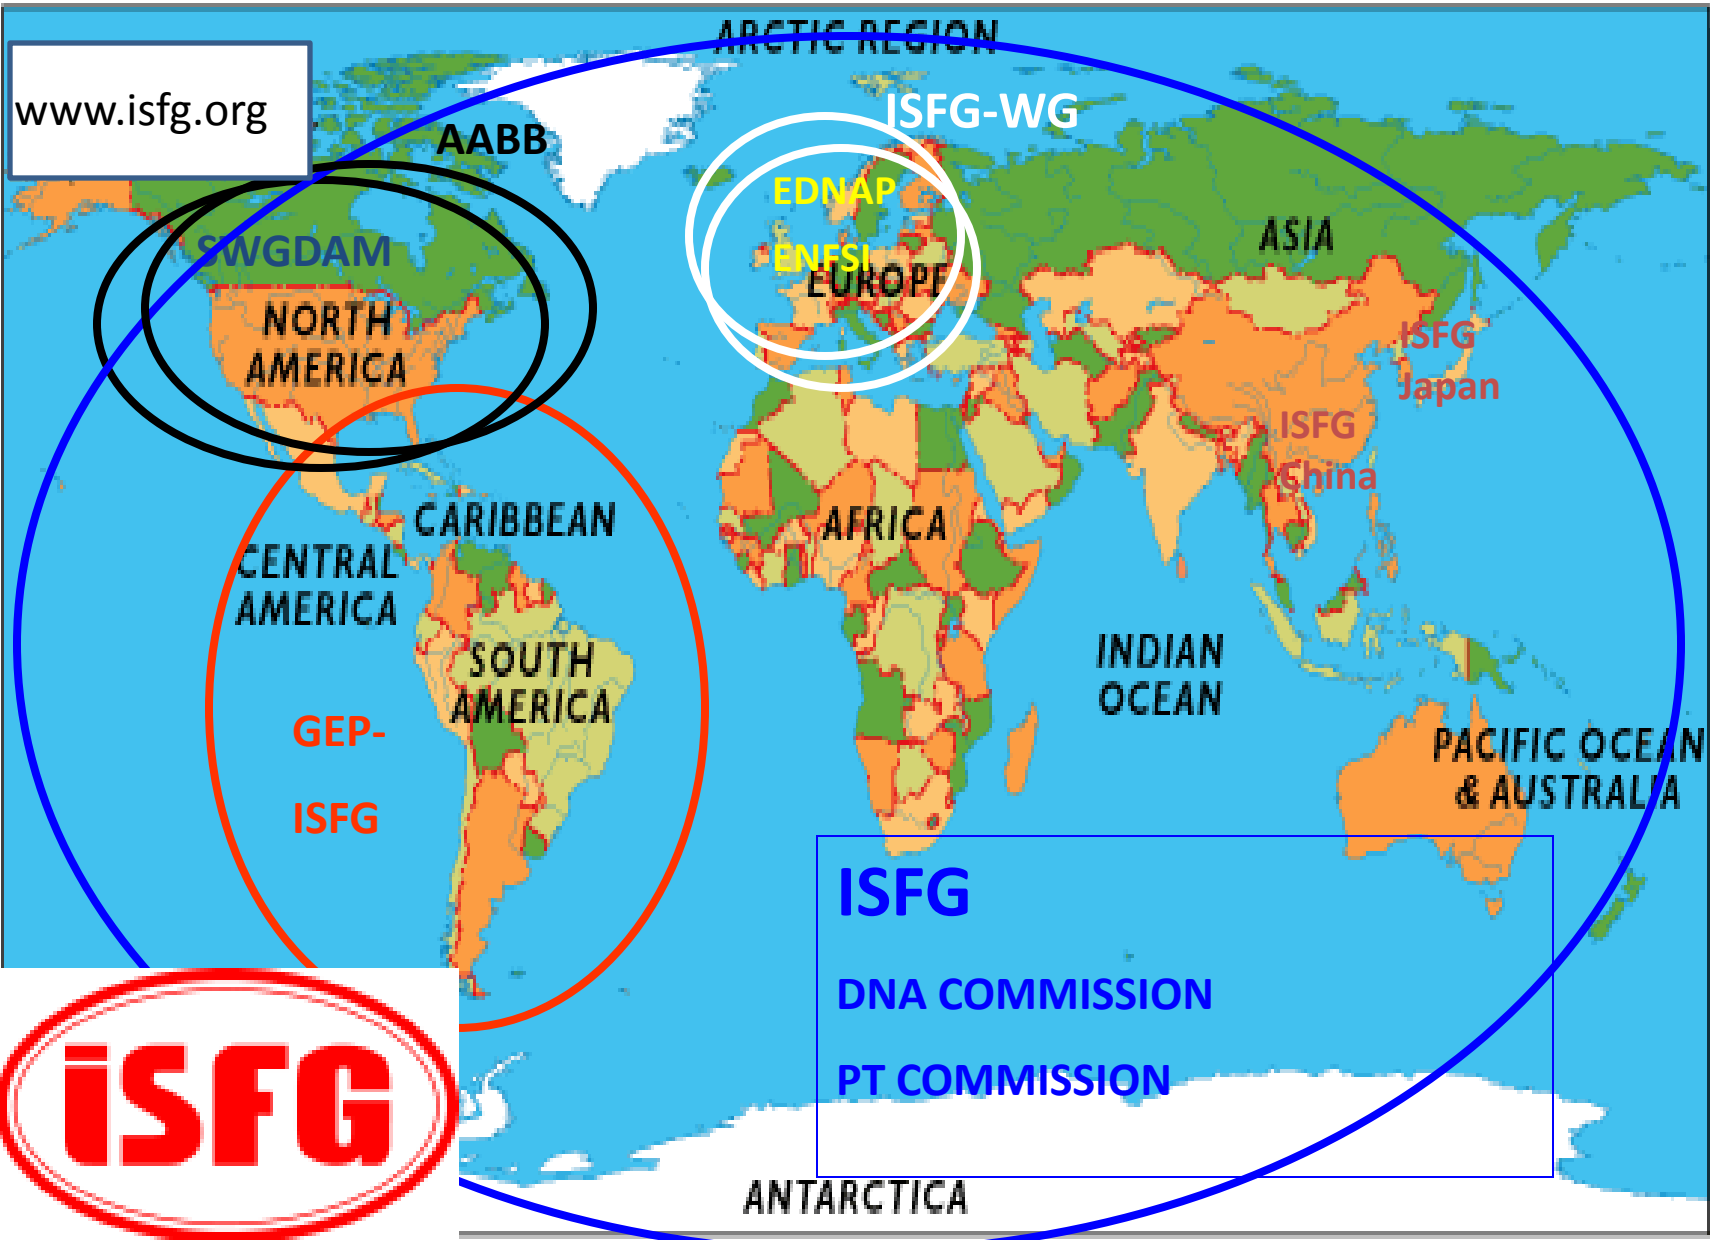 ARCTIC REGION
www.isfg.org
ISFG-WG
AABB
EDNAP
SWGDAM
ASIA
ENFSI
EUROPE
NORTH
AMERICA
ISFG
Japan
ISFG
China
CARIBBEAN
AFRICA
CENTRAL
AMERICA
SOUTH
AMERICA
INDIAN
OCEAN
GEP-
ISFG
PACIFIC OCEAN
& AUSTRALIA
ISFG
DNA COMMISSION
PT COMMISSION
iSFG
ANTARCTICA